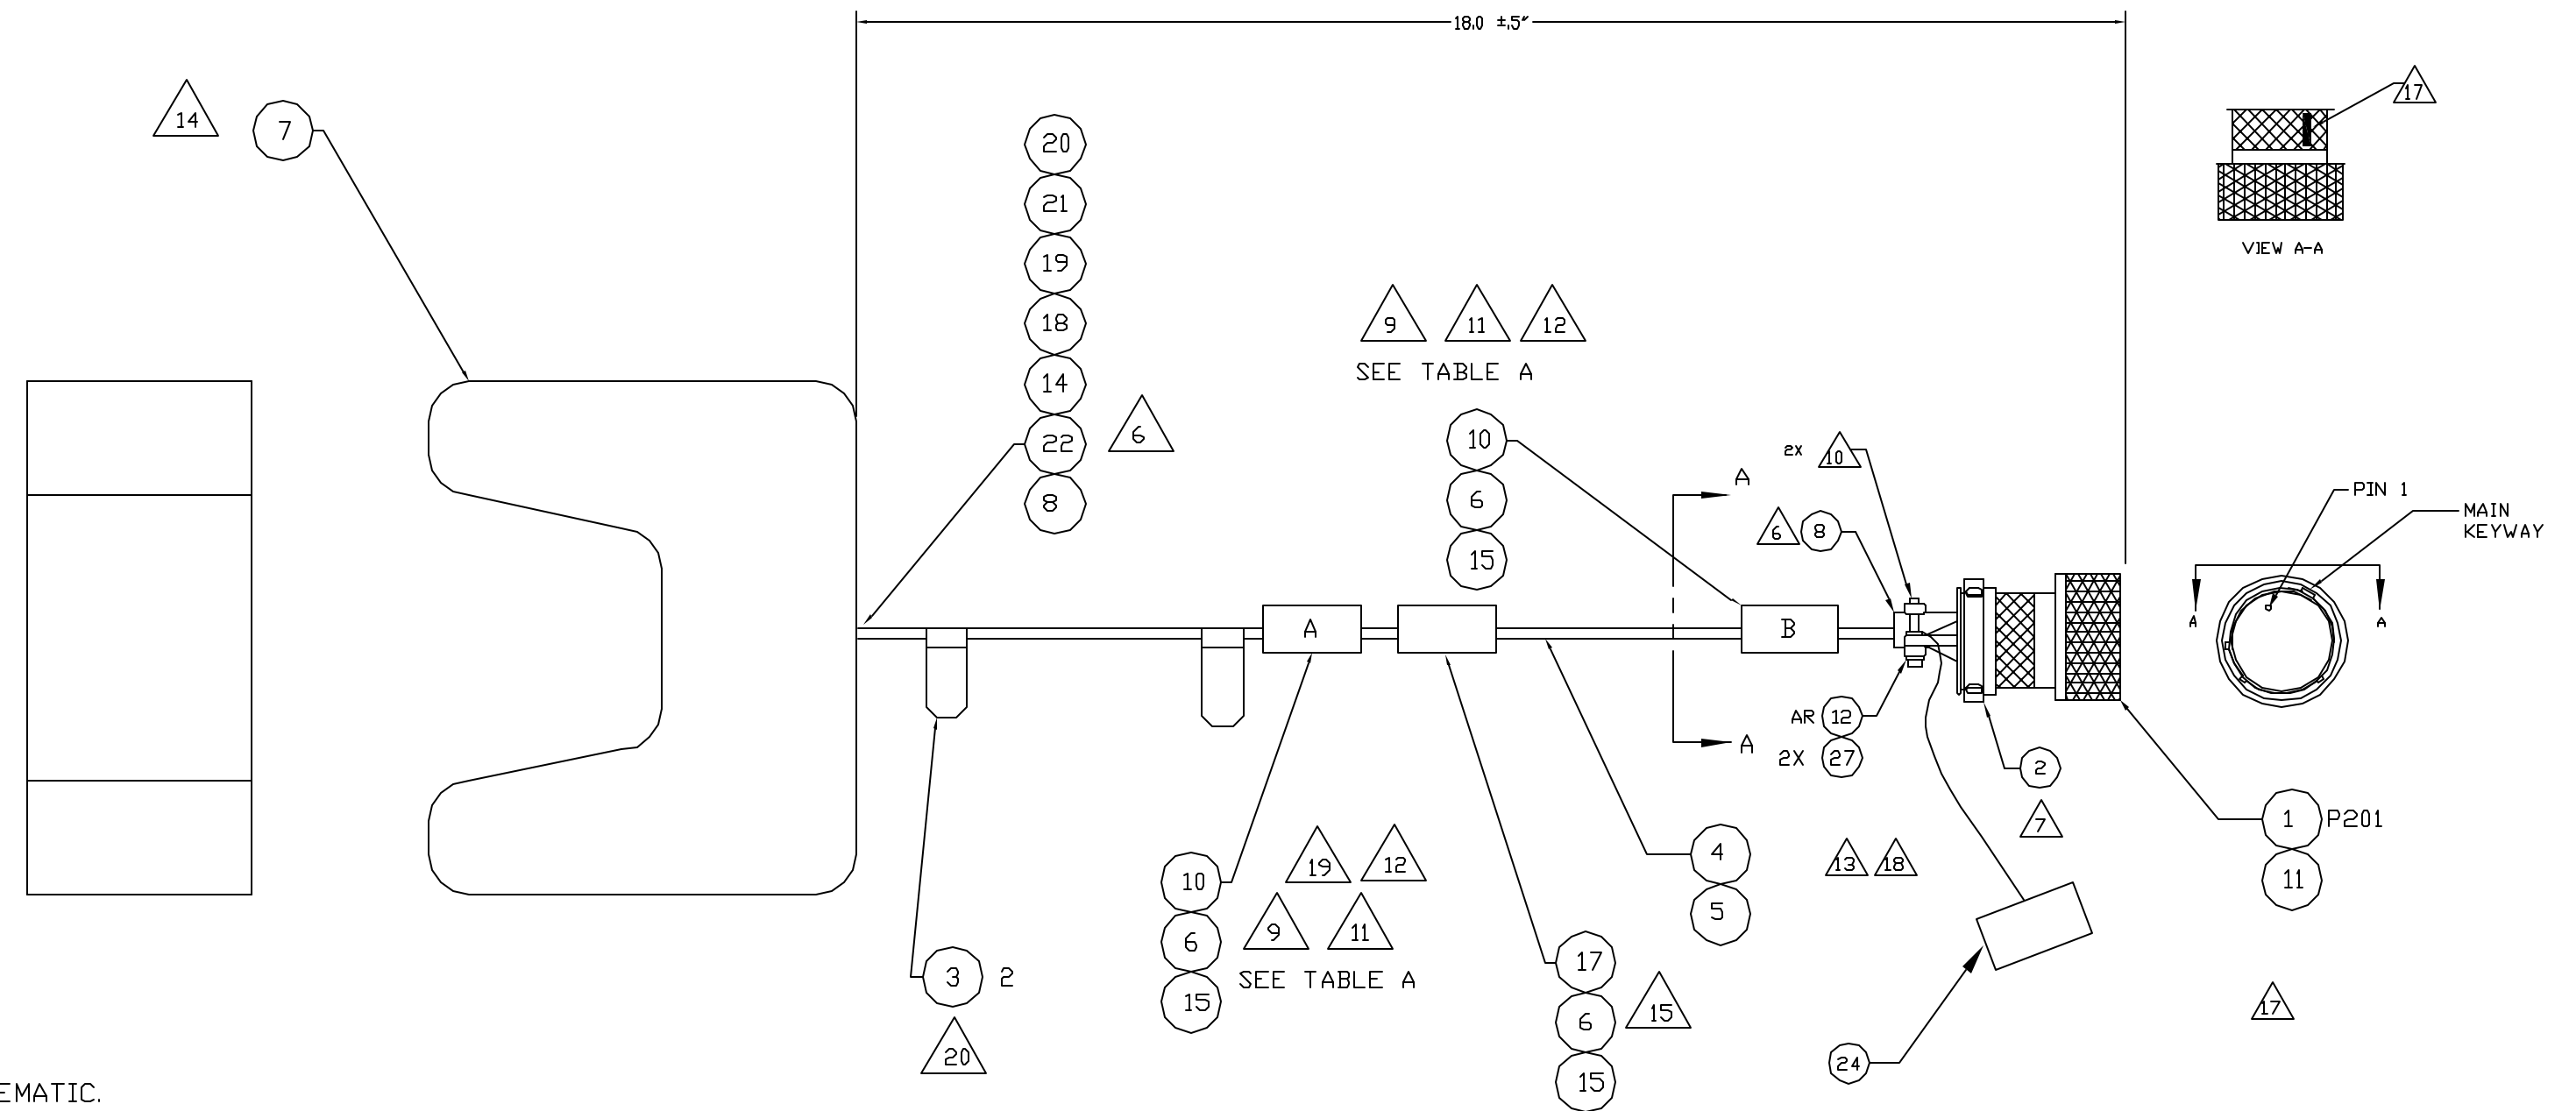 18.0 ±.5"
14
7
17
VIEW A-A
20
21
19
18
14
22
8
6
9 11 12
SEE TABLE A
10
6
15
2X 10
6 8
A
A
PIN 1
MAIN
KEYWAY
A
A
A
B
AR 12
2X 27
2
7
1 P201
11
13 18
4
5
10
6
15
19 12
9 11
SEE TABLE A
3 2
20
17
6
15
15
24
17
EMATIC.